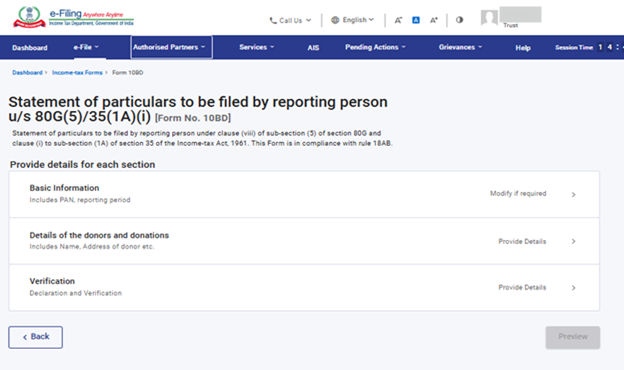 e-Filing Anywhere Anytime
Income Tax Department, Government of India
Call Us
English
A-
A
A+
Trust
Dashboard
e-File
Authorised Partners
Services
AIS
Pending Actions
Grievances
Help
Session Time 1 4 :
Dashboard > Income-tax Forms > Form 10BD
Statement of particulars to be filed by reporting person
u/s 80G(5)/35(1A)(i) [Form No. 10BD]
Statement of particulars to be filed by reporting person under clause (viii) of sub-section (5) of section 80G and
clause (i) to sub-section (1A) of section 35 of the Income-tax Act, 1961. This Form is in compliance with rule 18AB.
Provide details for each section
Basic Information
Includes PAN, reporting period
Modify if required
Details of the donors and donations
Includes Name, Address of donor etc.
Provide Details
Verification
Declaration and Verification
Provide Details
< Back
Preview